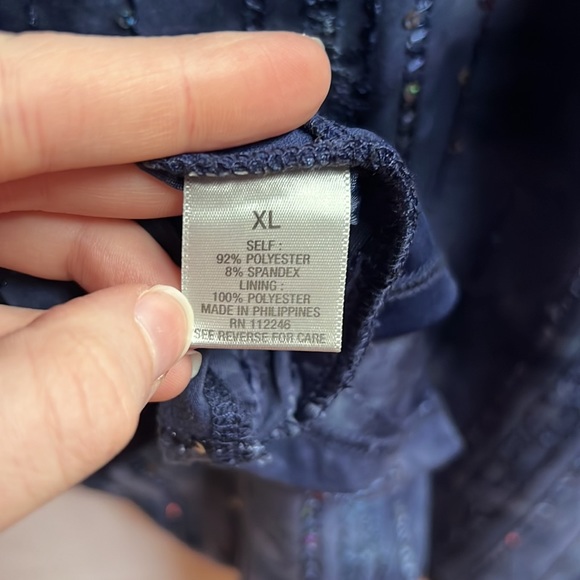 XL
SELF :
92% POLYESTER
8% SPANDEX
LINING :
100% POLYESTER
MADE IN PHILIPPINES
RN 112246
SEE REVERSE FOR CARE